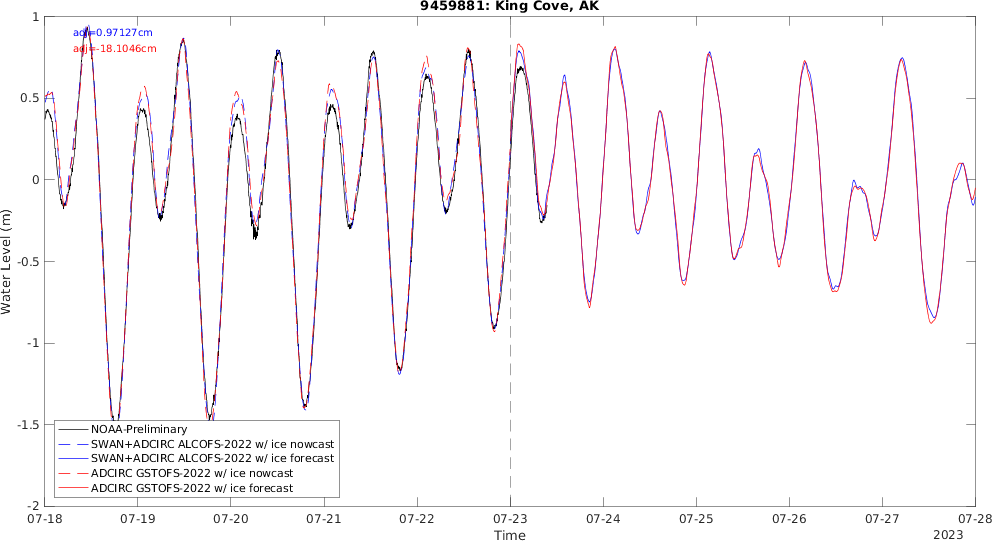 9459881: King Cove, AK
adj=0.97127cm
adj=-18.1046cm
1
0.5
0
-0.5
-1
-1.5
-2
Water Level (m)
NOAA-Preliminary
SWAN+ADCIRC ALCOFS-2022 w/ ice nowcast
SWAN+ADCIRC ALCOFS-2022 w/ ice forecast
ADCIRC GSTOFS-2022 w/ ice nowcast
ADCIRC GSTOFS-2022 w/ ice forecast
07-18 07-19 07-20 07-21 07-22 07-23 07-24 07-25 07-26 07-27 07-28
Time
2023